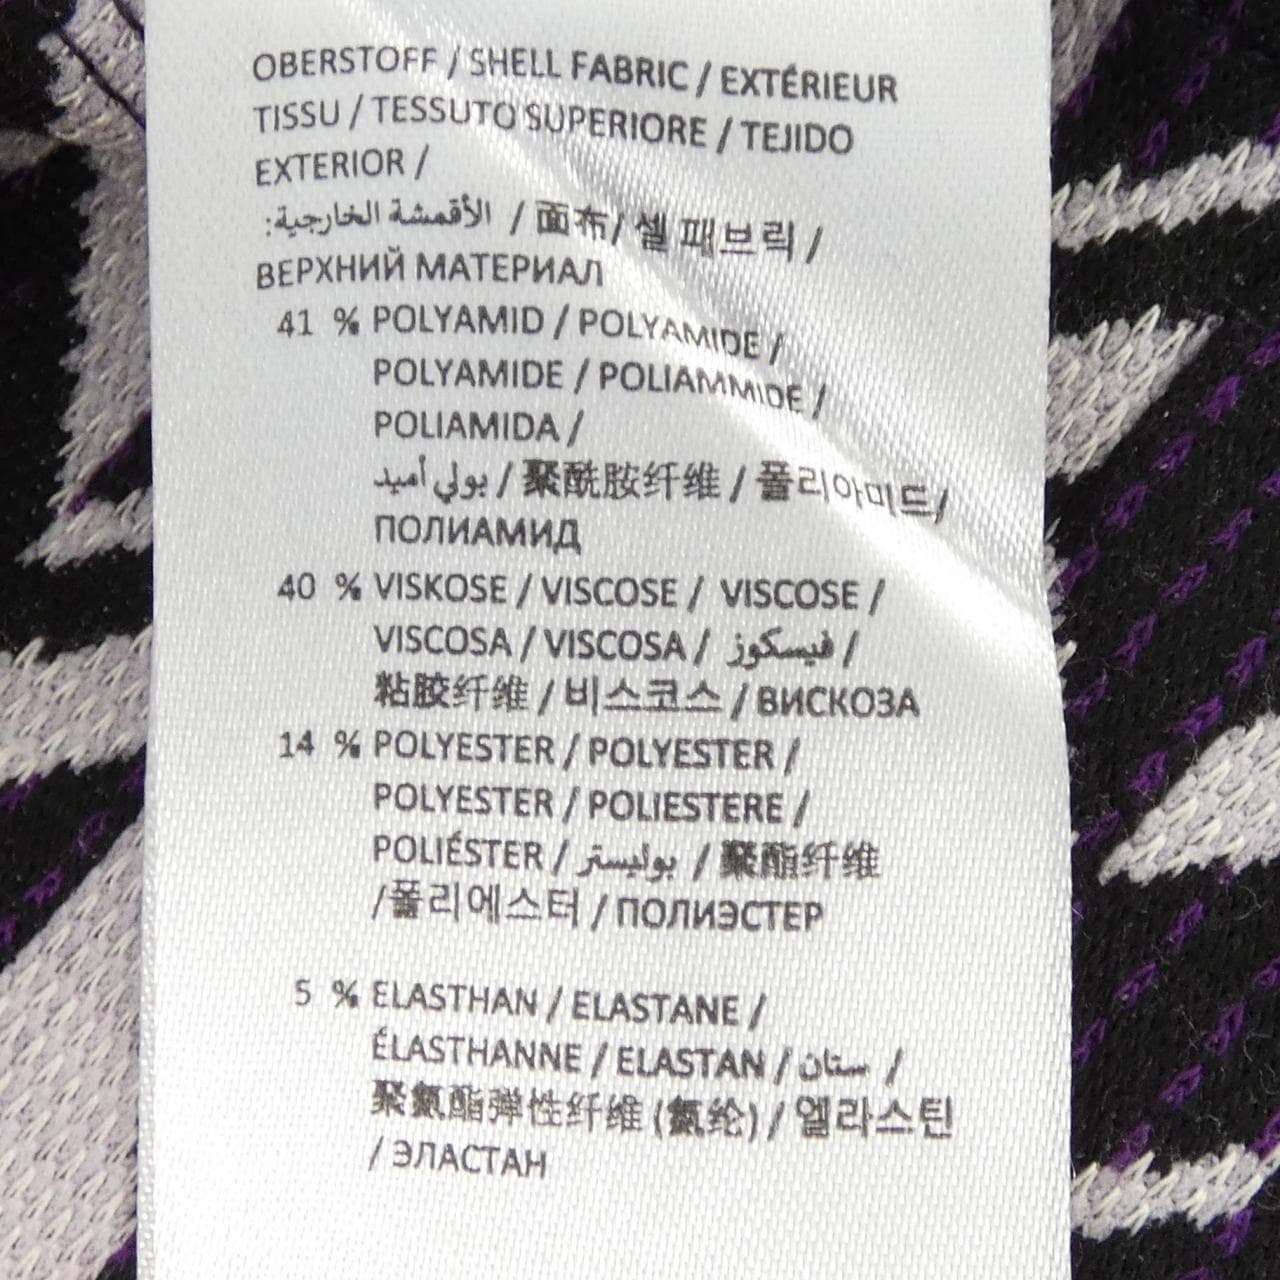 OBERSTOFF / SHELL FABRIC / EXTÉRIEUR
TISSU / TESSUTO SUPERIORE / TEJIDO
EXTERIOR /
الأقمشة الخارجية: / 面布/ 셸 패브릭 /
ВЕРХНИЙ МАТЕРИАЛ
41 % POLYAMID / POLYAMIDE /
POLYAMIDE / POLIAMMIDE /
POLIAMIDA /
بولي أميد / 聚酰胺纤维 / 폴리아미드/
ПОЛИАМИД
40 % VISKOSE / VISCOSE / VISCOSE /
VISCOSA / VISCOSA / فيسكوز /
粘胶纤维 / 비스코스 / ВИСКОЗА
14 % POLYESTER / POLYESTER /
POLYESTER / POLIESTERE /
POLIÉSTER / بوليستر / 聚酯纤维
/폴리에스터 / ПОЛИЭСТЕР
5 % ELASTHAN / ELASTANE /
ÉLASTHANNE / ELASTAN / ستان /
聚氨酯弹性纤维 (氨纶) / 엘라스틴
/ ЭЛАСТАН